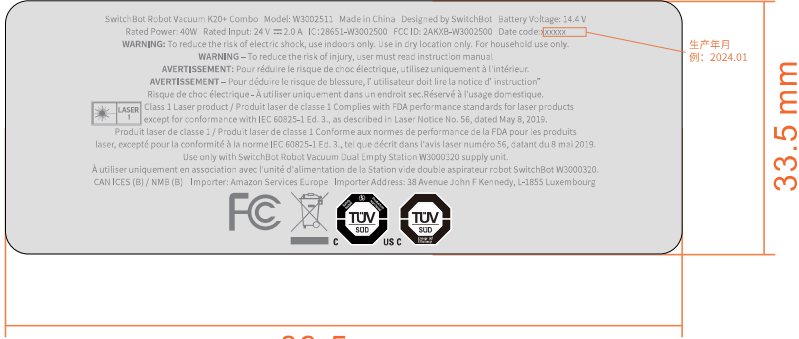 SwitchBot Robot Vacuum K20+ Combo Model: W3002511 Made in China Designed by SwitchBot Battery Voltage: 14.4 V
Rated Power: 40W Rated Input: 24 V ⎓ 2.0 A IC:28651-W3002500 FCC ID: 2AKXB-W3002500 Date code:xxxxxx
WARNING: To reduce the risk of electric shock, use indoors only. Use in dry location only. For household use only.
WARNING – To reduce the risk of injury, user must read instruction manual
AVERTISSEMENT: Pour réduire le risque de choc électrique, utilisez uniquement à l'intérieur.
AVERTISSEMENT – Pour déduire le risque de blessure, l' utilisateur doit lire la notice d' instruction"
Risque de choc électrique - À utiliser uniquement dans un endroit sec.Réservé à l'usage domestique.
LASER 1
Class 1 Laser product / Produit laser de classe 1 Complies with FDA performance standards for laser products
except for conformance with IEC 60825-1 Ed. 3., as described in Laser Notice No. 56, dated May 8, 2019.
Produit laser de classe 1 / Produit laser de classe 1 Conforme aux normes de performance de la FDA pour les produits
laser, excepté pour la conformité à la norme IEC 60825-1 Ed. 3., tel que décrit dans l'avis laser numéro 56, datant du 8 mai 2019.
Use only with SwitchBot Robot Vacuum Dual Empty Station W3000320 supply unit.
À utiliser uniquement en association avec l'unité d'alimentation de la Station vide double aspirateur robot SwitchBot W3000320.
CAN ICES (B) / NMB (B) Importer: Amazon Services Europe Importer Address: 38 Avenue John F Kennedy, L-1855 Luxembourg
FC
TÜV
SÜD
C US
TÜV
SÜD
C
生产年月
例：2024.01
33.5 mm